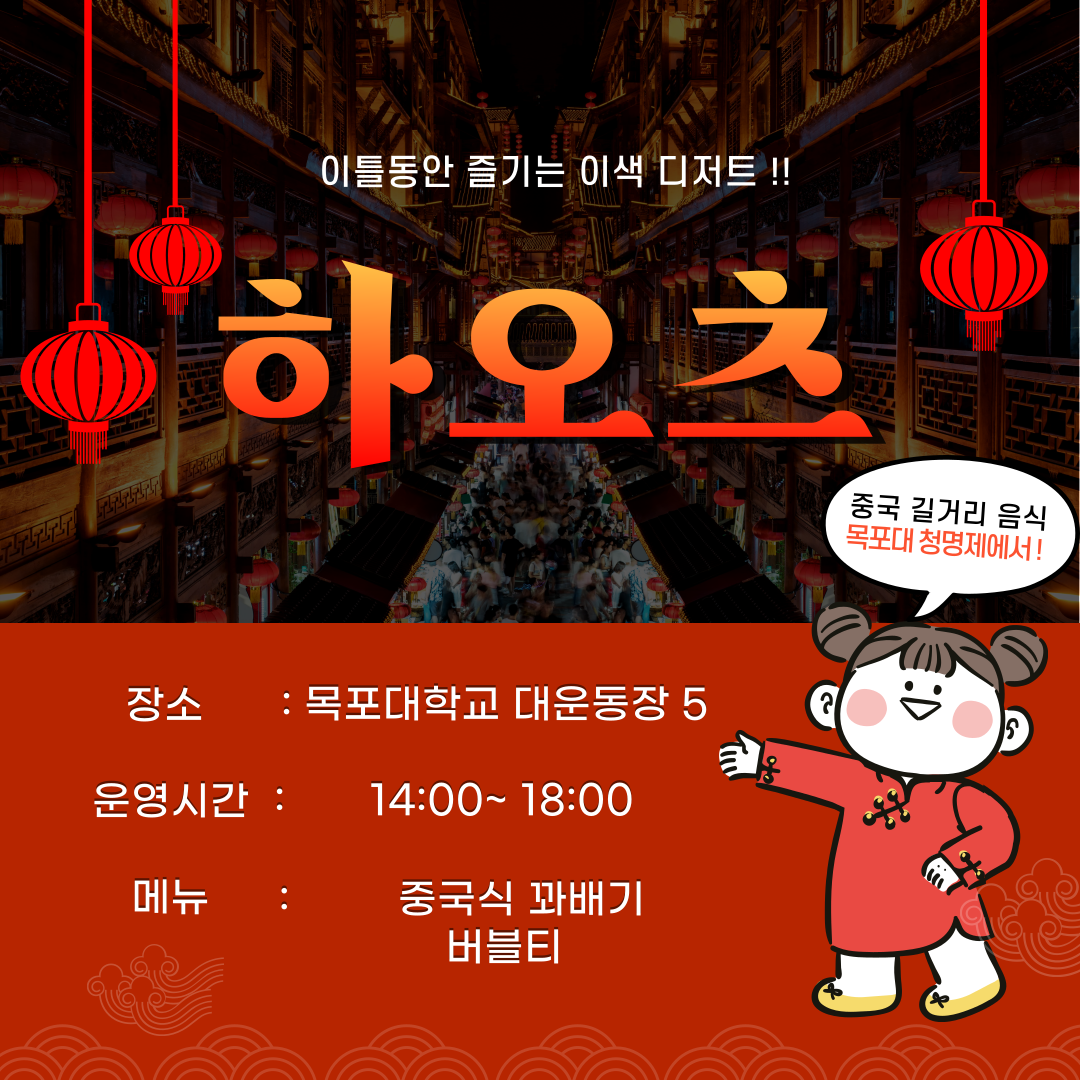 이틀동안 즐기는 이색 디저트 !!
하오츠
중국 길거리 음식
목포대 청명제에서 !
장소 : 목포대학교 대운동장 5
운영시간 : 14:00~ 18:00
메뉴 : 중국식 꽈배기
버블티